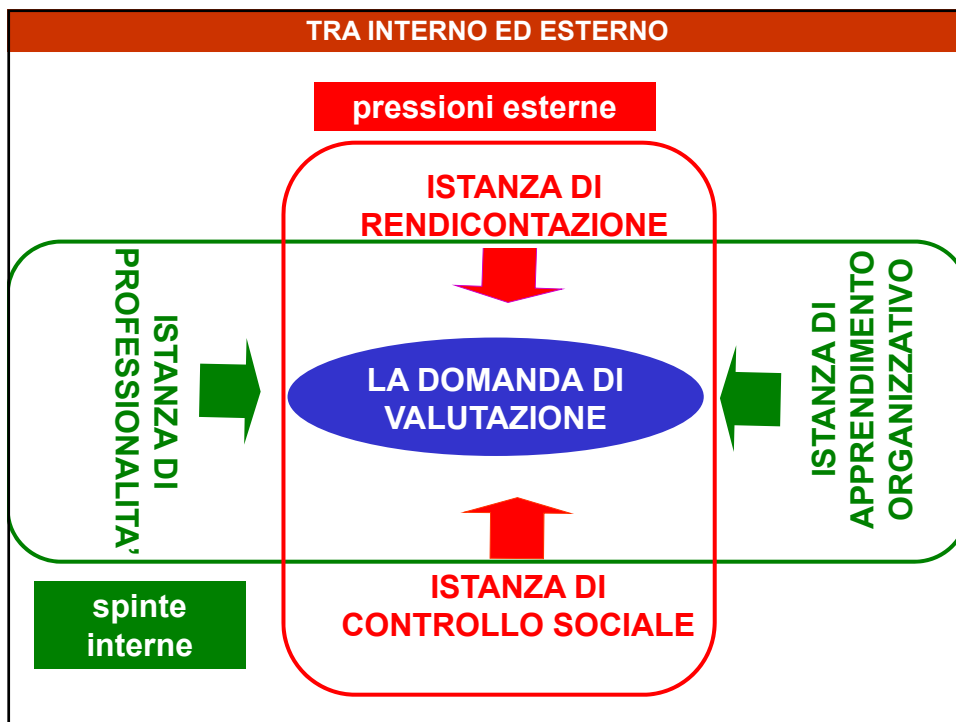 TRA INTERNO ED ESTERNO
pressioni esterne
ISTANZA DI
RENDICONTAZIONE
ISTANZA DI
PROFESSIONALITA’
LA DOMANDA DI
VALUTAZIONE
ISTANZA DI
APPRENDIMENTO
ORGANIZZATIVO
ISTANZA DI
CONTROLLO SOCIALE
spinte
interne